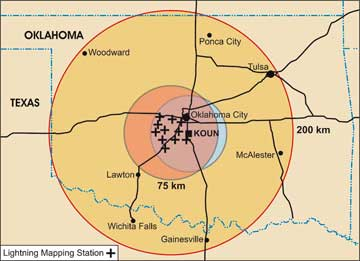 OKLAHOMA
Ponca City
Woodward
Tulsa
TEXAS
Oklahoma City
KOUN
200 km
McAlester
Lawton
75 km
Wichita Falls
Gainesville
Lightning Mapping Station